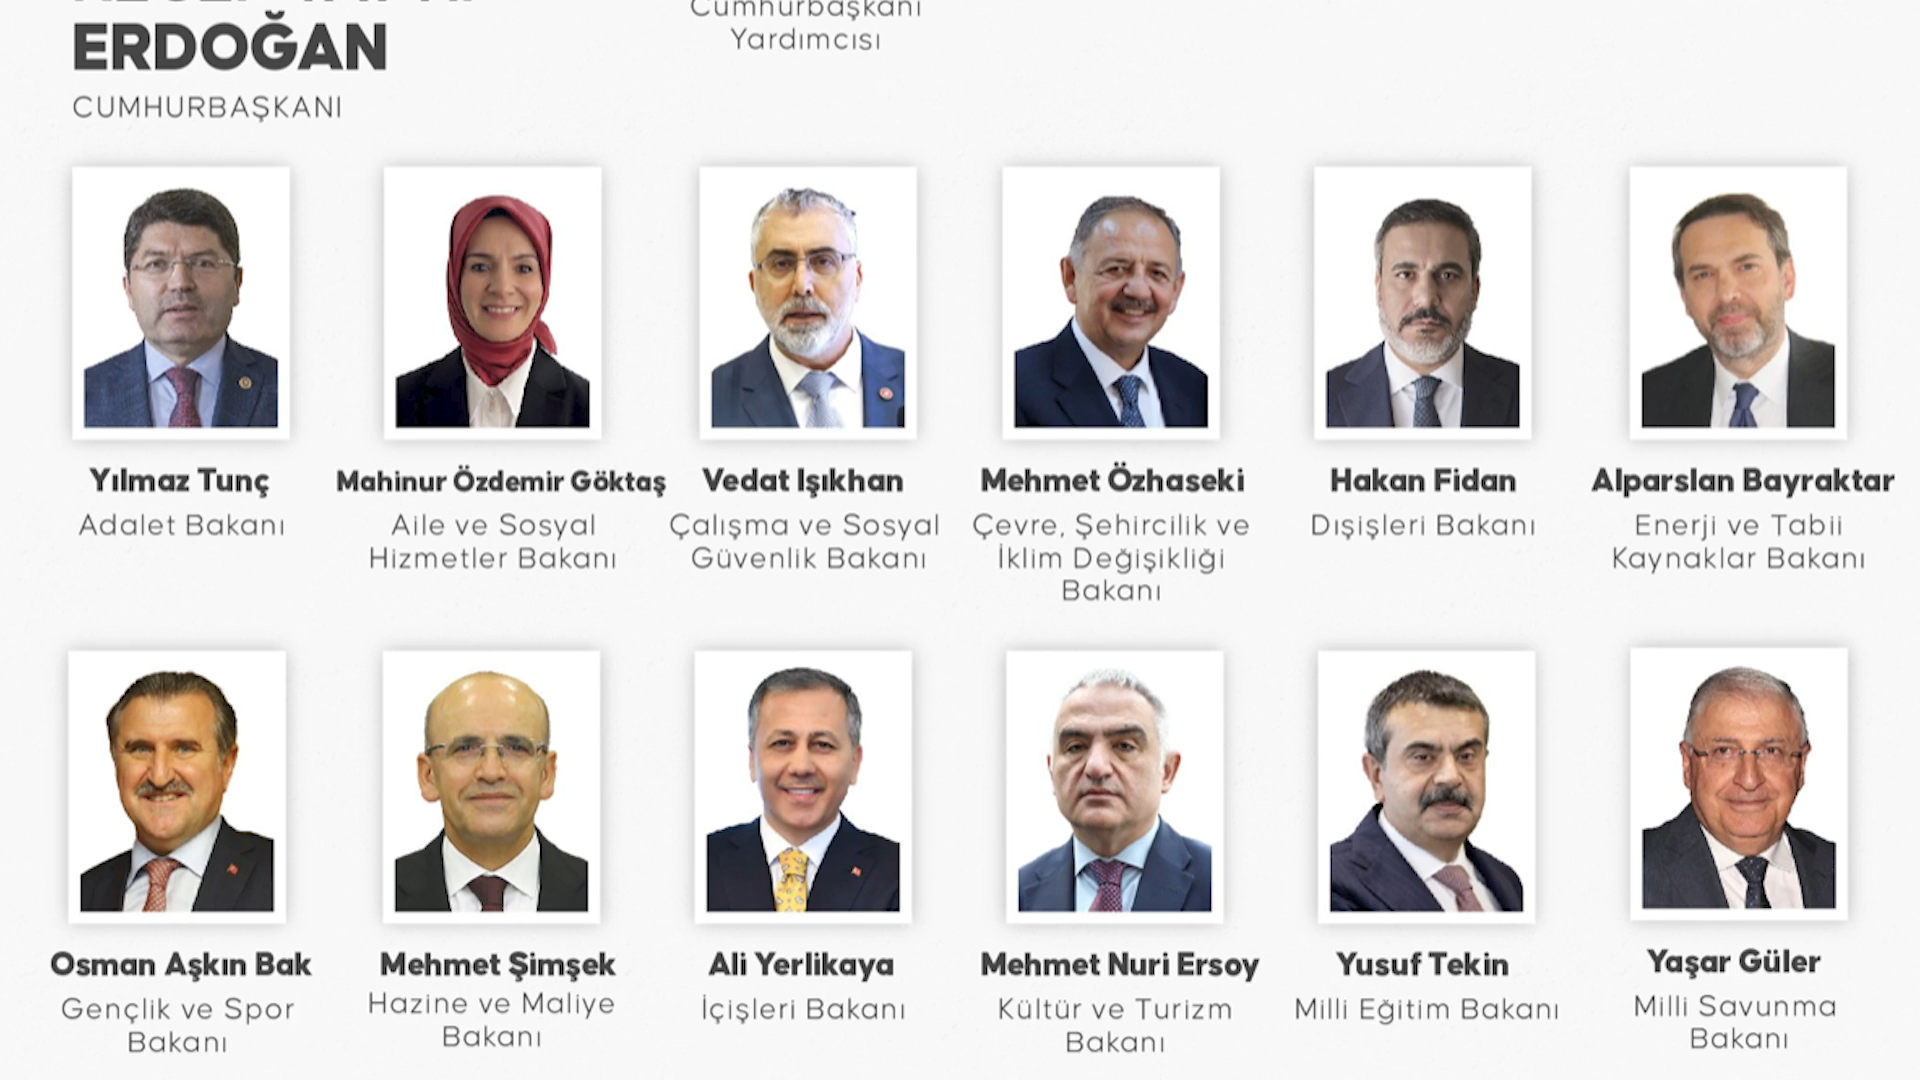 ERDOĞAN
CUMHURBAŞKANI
Cumhurbaşkanı
Yardımcısı
Yılmaz Tunç
Adalet Bakanı
Mahinur Özdemir Göktaş
Aile ve Sosyal
Hizmetler Bakanı
Vedat Işıkhan
Çalışma ve Sosyal
Güvenlik Bakanı
Mehmet Özhaseki
Çevre, Şehircilik ve
İklim Değişikliği
Bakanı
Hakan Fidan
Dışişleri Bakanı
Alparslan Bayraktar
Enerji ve Tabii
Kaynaklar Bakanı
Osman Aşkın Bak
Gençlik ve Spor
Bakanı
Mehmet Şimşek
Hazine ve Maliye
Bakanı
Ali Yerlikaya
İçişleri Bakanı
Mehmet Nuri Ersoy
Kültür ve Turizm
Bakanı
Yusuf Tekin
Milli Eğitim Bakanı
Yaşar Güler
Milli Savunma
Bakanı